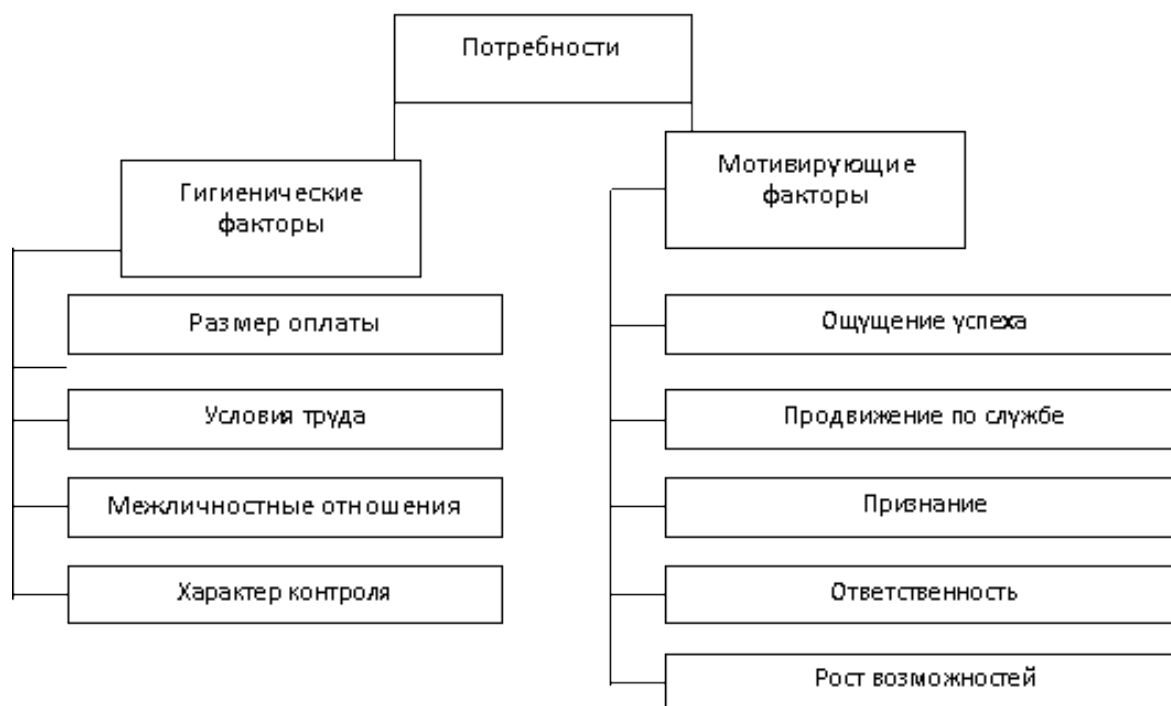 Потребности
Гигиенические
факторы
Размер оплаты
Условия труда
Межличностные отношения
Характер контроля
Мотивирующие
факторы
Ощущение успеха
Продвижение по службе
Признание
Ответственность
Рост возможностей